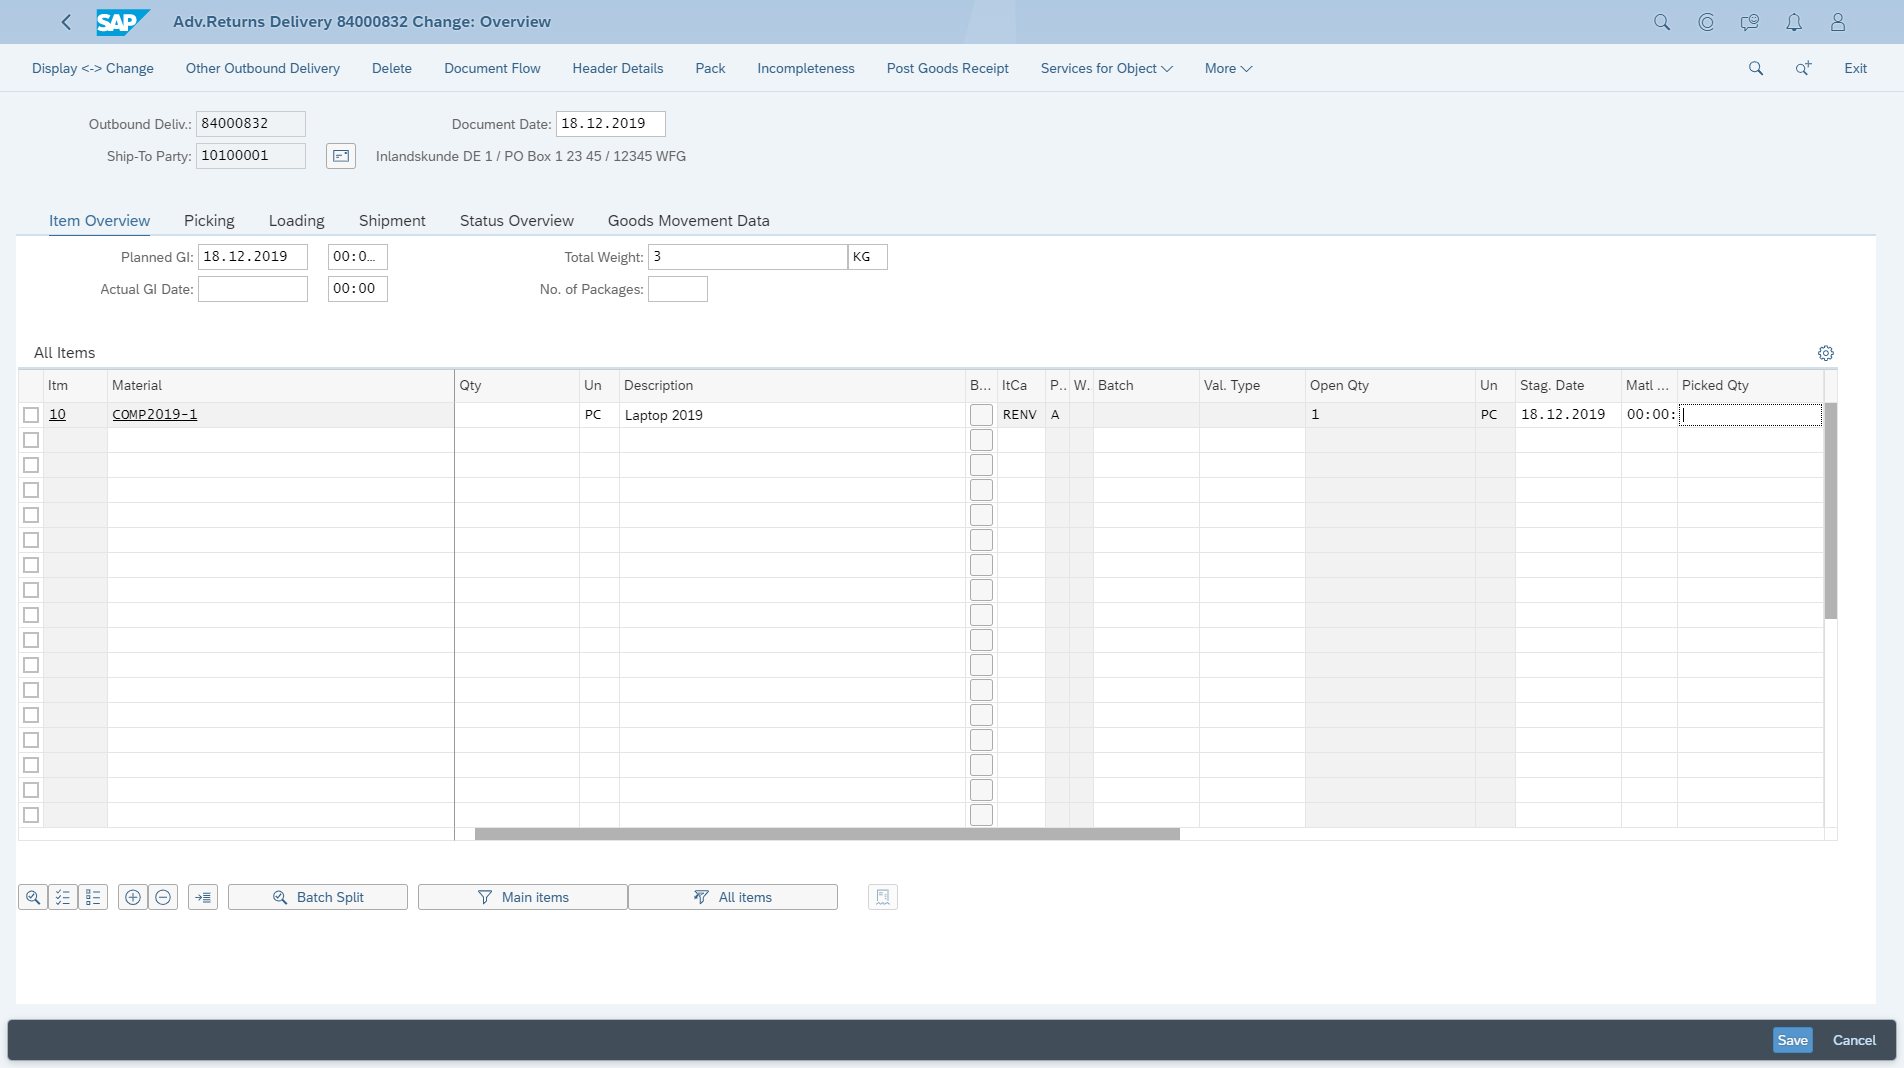 SAP Adv.Returns Delivery 84000832 Change: Overview
Display <-> Change Other Outbound Delivery Delete Document Flow Header Details Pack Incompleteness Post Goods Receipt Services for Object More Exit
Outbound Deliv.: 84000832 Document Date: 18.12.2019
Ship-To Party: 10100001 Inlandskunde DE 1 / PO Box 1 23 45 / 12345 WFG
Item Overview Picking Loading Shipment Status Overview Goods Movement Data
Planned GI: 18.12.2019 00:0... Total Weight: 3 KG
Actual GI Date: 00:00 No. of Packages:
All Items
Itm Material Qty Un Description B... ItCa P.. W. Batch Val. Type Open Qty Un Stag. Date Matl ... Picked Qty
10 COMP2019-1 PC Laptop 2019 RENV A 1 PC 18.12.2019 00:00:
Batch Split Main items All items
Save Cancel